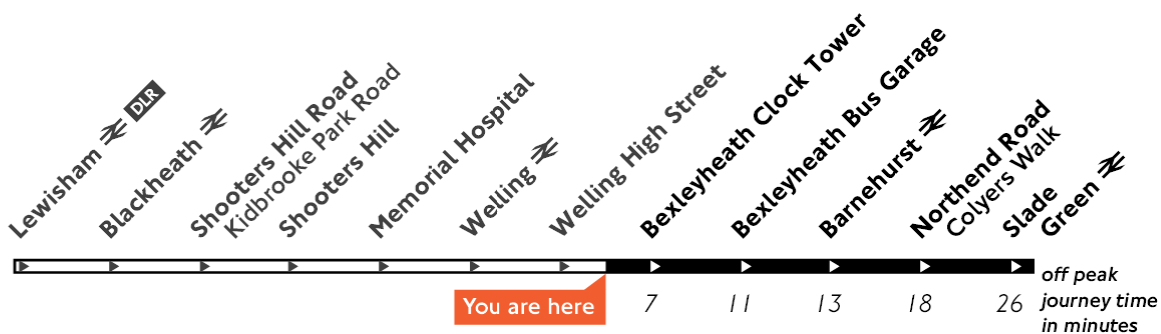 Lewisham DLR
Blackheath
Shooters Hill Road
Kidbrooke Park Road
Shooters Hill
Memorial Hospital
Welling
Welling High Street
Bexleyheath Clock Tower
Bexleyheath Bus Garage
Barnehurst
Northend Road
Colyers Walk
Slade
Green
You are here
7 11 13 18 26
off peak
journey time
in minutes